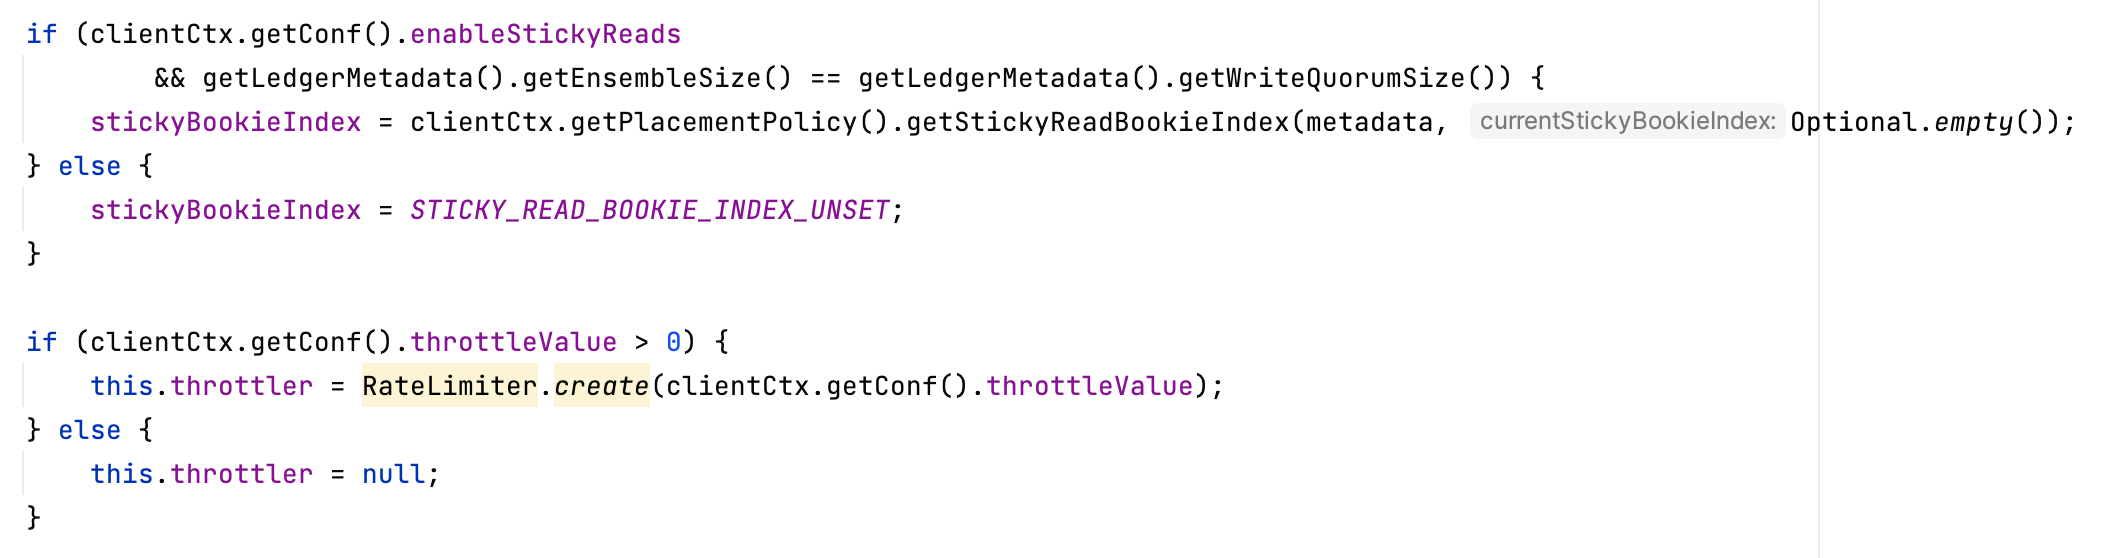 if (clientCtx.getConf().enableStickyReads
        && getLedgerMetadata().getEnsembleSize() == getLedgerMetadata().getWriteQuorumSize()) {
    stickyBookieIndex = clientCtx.getPlacementPolicy().getStickyReadBookieIndex(metadata, currentStickyBookieIndex: Optional.empty());
} else {
    stickyBookieIndex = STICKY_READ_BOOKIE_INDEX_UNSET;
}

if (clientCtx.getConf().throttleValue > 0) {
    this.throttler = RateLimiter.create(clientCtx.getConf().throttleValue);
} else {
    this.throttler = null;
}